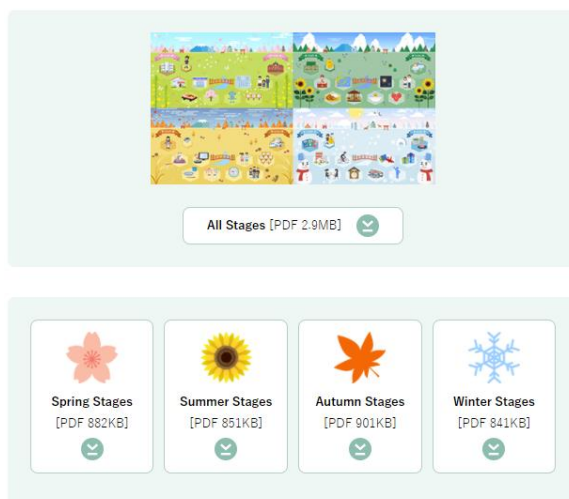 All Stages [PDF 2.9MB]
Spring Stages
[PDF 882KB]
Summer Stages
[PDF 851KB]
Autumn Stages
[PDF 901KB]
Winter Stages
[PDF 841KB]